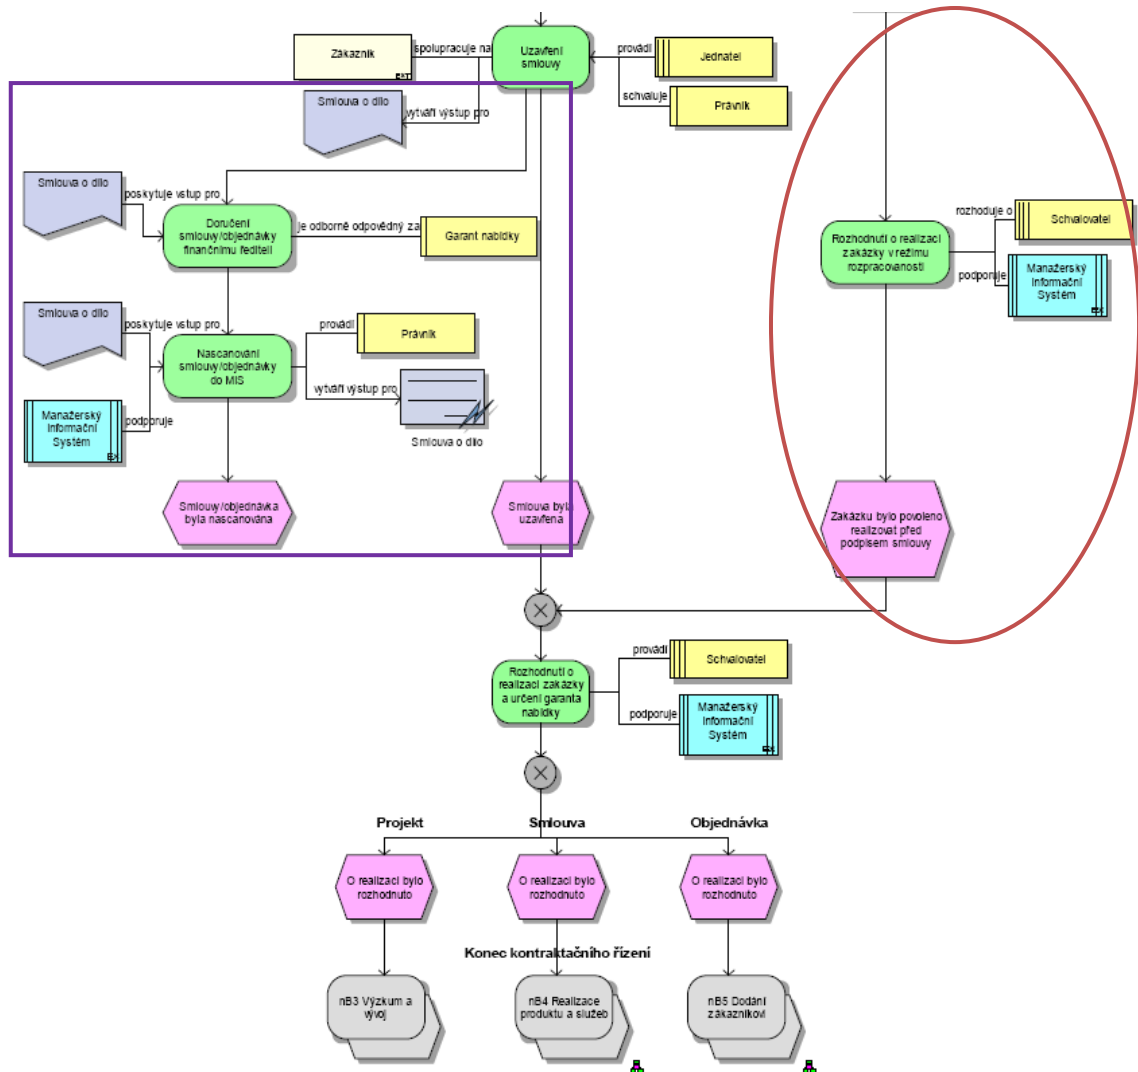 Zákazník
EXT
spolupracuje na
Uzavření
smlouvy
provádí
Jednatel
schvaluje
Právník
Smlouva o dílo
vytváří výstup pro
Smlouva o dílo
poskytuje vstup pro
Doručení
smlouvy/objednávky
finančnímu řediteli
je odborně odpovědný za
Garant nabídky
rozhoduje o
Schvalovatel
Rozhodnutí o realizaci
zakázky v režimu
rozpracovanosti
podporuje
Manažerský
Informační
Systém
EX
Smlouva o dílo
poskytuje vstup pro
Nascanování
smlouvy/objednávky
do MIS
provádí
Právník
vytváří výstup pro
Smlouva o dílo
Manažerský
Informační
Systém
EX
podporuje
Smlouvy/objednávka
byla nascanována
Smlouva byla
uzavřena
Zakázku bylo povoleno
realizovat před
podpisem smlouvy
Rozhodnutí o
realizaci zakázky
a určení garanta
nabídky
provádí
Schvalovatel
podporuje
Manažerský
Informační
Systém
EX
Projekt
Smlouva
Objednávka
O realizaci bylo
rozhodnuto
O realizaci bylo
rozhodnuto
O realizaci bylo
rozhodnuto
Konec kontraktačního řízení
nB3 Výzkum a
vývoj
nB4 Realizace
produktu a služeb
nB5 Dodání
zákazníkovi